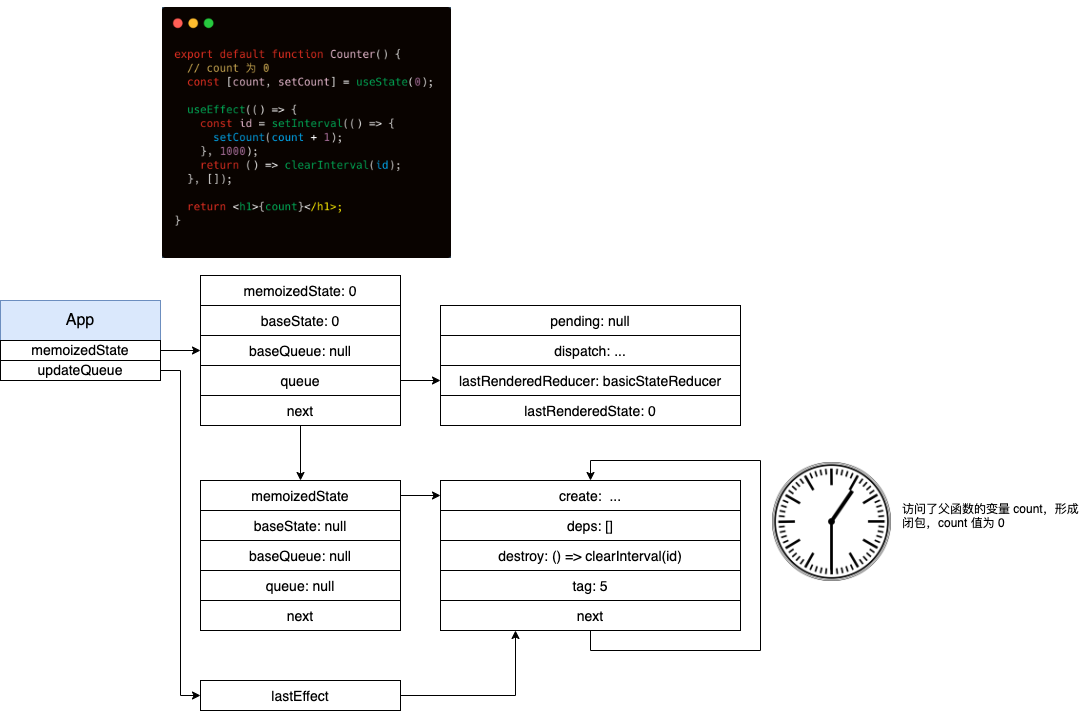 export default function Counter() {
  // count 为 0
  const [count, setCount] = useState(0);

  useEffect(() => {
    const id = setInterval(() => {
      setCount(count + 1);
    }, 1000);
    return () => clearInterval(id);
  }, []);

  return <h1>{count}</h1>;
}
App
memoizedState
updateQueue
memoizedState: 0
baseState: 0
baseQueue: null
queue
next
pending: null
dispatch: ...
lastRenderedReducer: basicStateReducer
lastRenderedState: 0
memoizedState
baseState: null
baseQueue: null
queue: null
next
create: ...
deps: []
destroy: () => clearInterval(id)
tag: 5
next
访问了父函数的变量 count，形成
闭包，count 值为 0
lastEffect